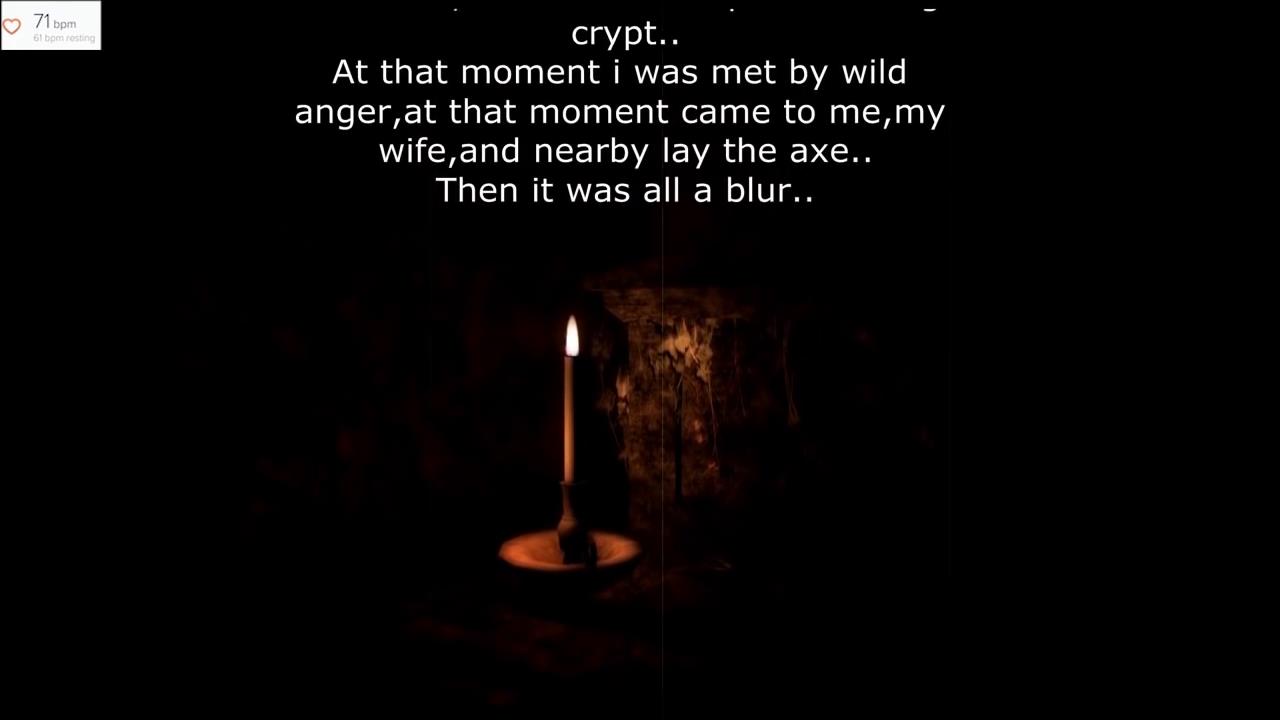 71 bpm
61 bpm resting
crypt..
At that moment i was met by wild
anger,at that moment came to me,my
wife,and nearby lay the axe..
Then it was all a blur..